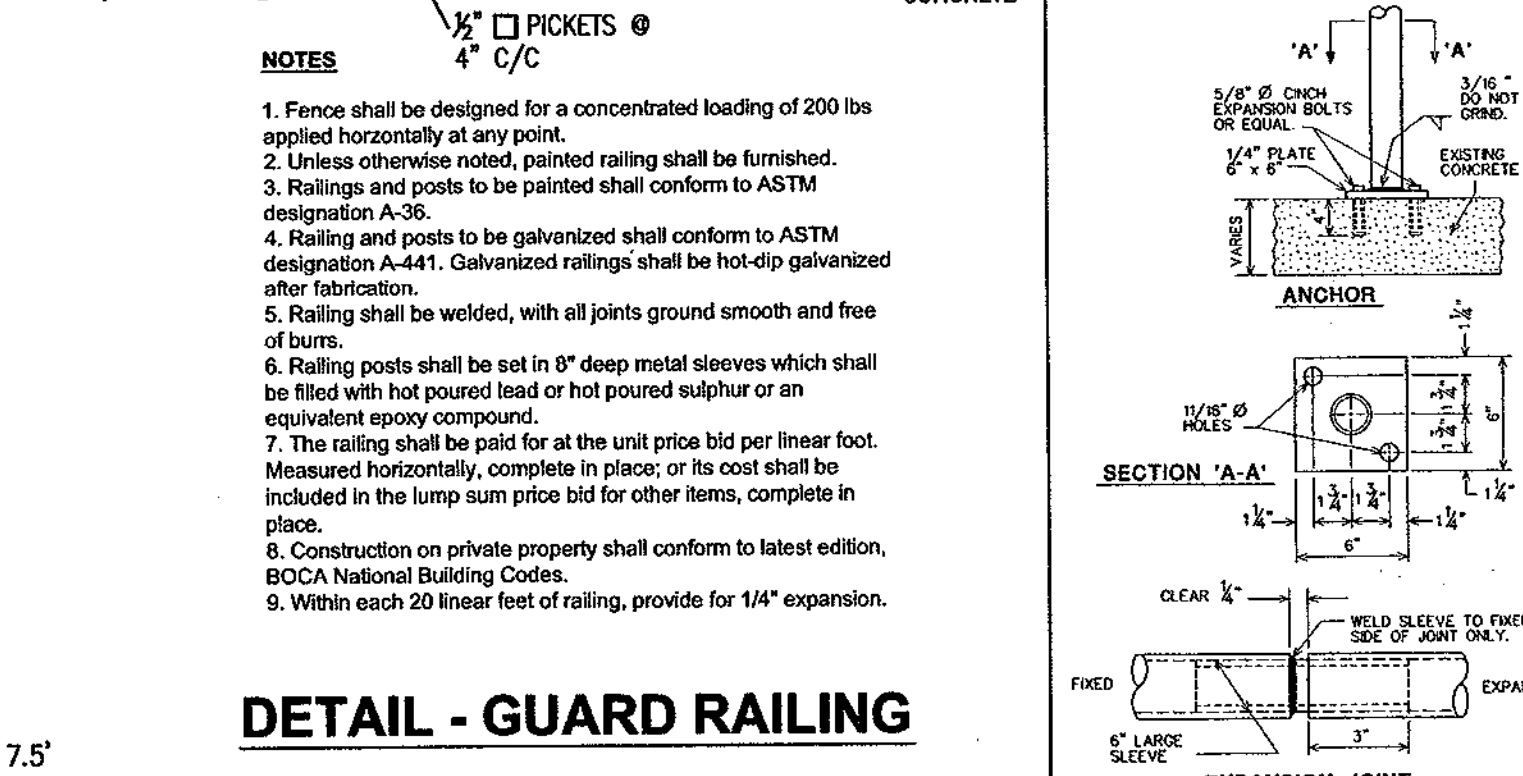 ½" □ PICKETS @
4" C/C
NOTES
1. Fence shall be designed for a concentrated loading of 200 lbs
applied horzontally at any point.
2. Unless otherwise noted, painted railing shall be furnished.
3. Railings and posts to be painted shall conform to ASTM
designation A-36.
4. Railing and posts to be galvanized shall conform to ASTM
designation A-441. Galvanized railings shall be hot-dip galvanized
after fabrication.
5. Railing shall be welded, with all joints ground smooth and free
of burrs.
6. Railing posts shall be set in 8" deep metal sleeves which shall
be filled with hot poured lead or hot poured sulphur or an
equivalent epoxy compound.
7. The railing shall be paid for at the unit price bid per linear foot.
Measured horizontally, complete in place; or its cost shall be
included in the lump sum price bid for other items, complete in
place.
8. Construction on private property shall conform to latest edition,
BOCA National Building Codes.
9. Within each 20 linear feet of railing, provide for 1/4" expansion.
DETAIL - GUARD RAILING
7.5'
'A' 'A'
5/8" Ø CINCH
EXPANSION BOLTS
OR EQUAL.
3/16 "
DO NOT
GRIND.
1/4" PLATE
6" x 6"
EXISTING
CONCRETE
VARIES
4"
ANCHOR
1¼"
11/16" Ø
HOLES
1¾"
1¾"
6"
SECTION 'A-A'
1¾" 1¾"
1¼"
1¼" 1¼"
6"
CLEAR ¼"
WELD SLEEVE TO FIXE
SIDE OF JOINT ONLY.
FIXED
EXPA
6" LARGE
SLEEVE
3"